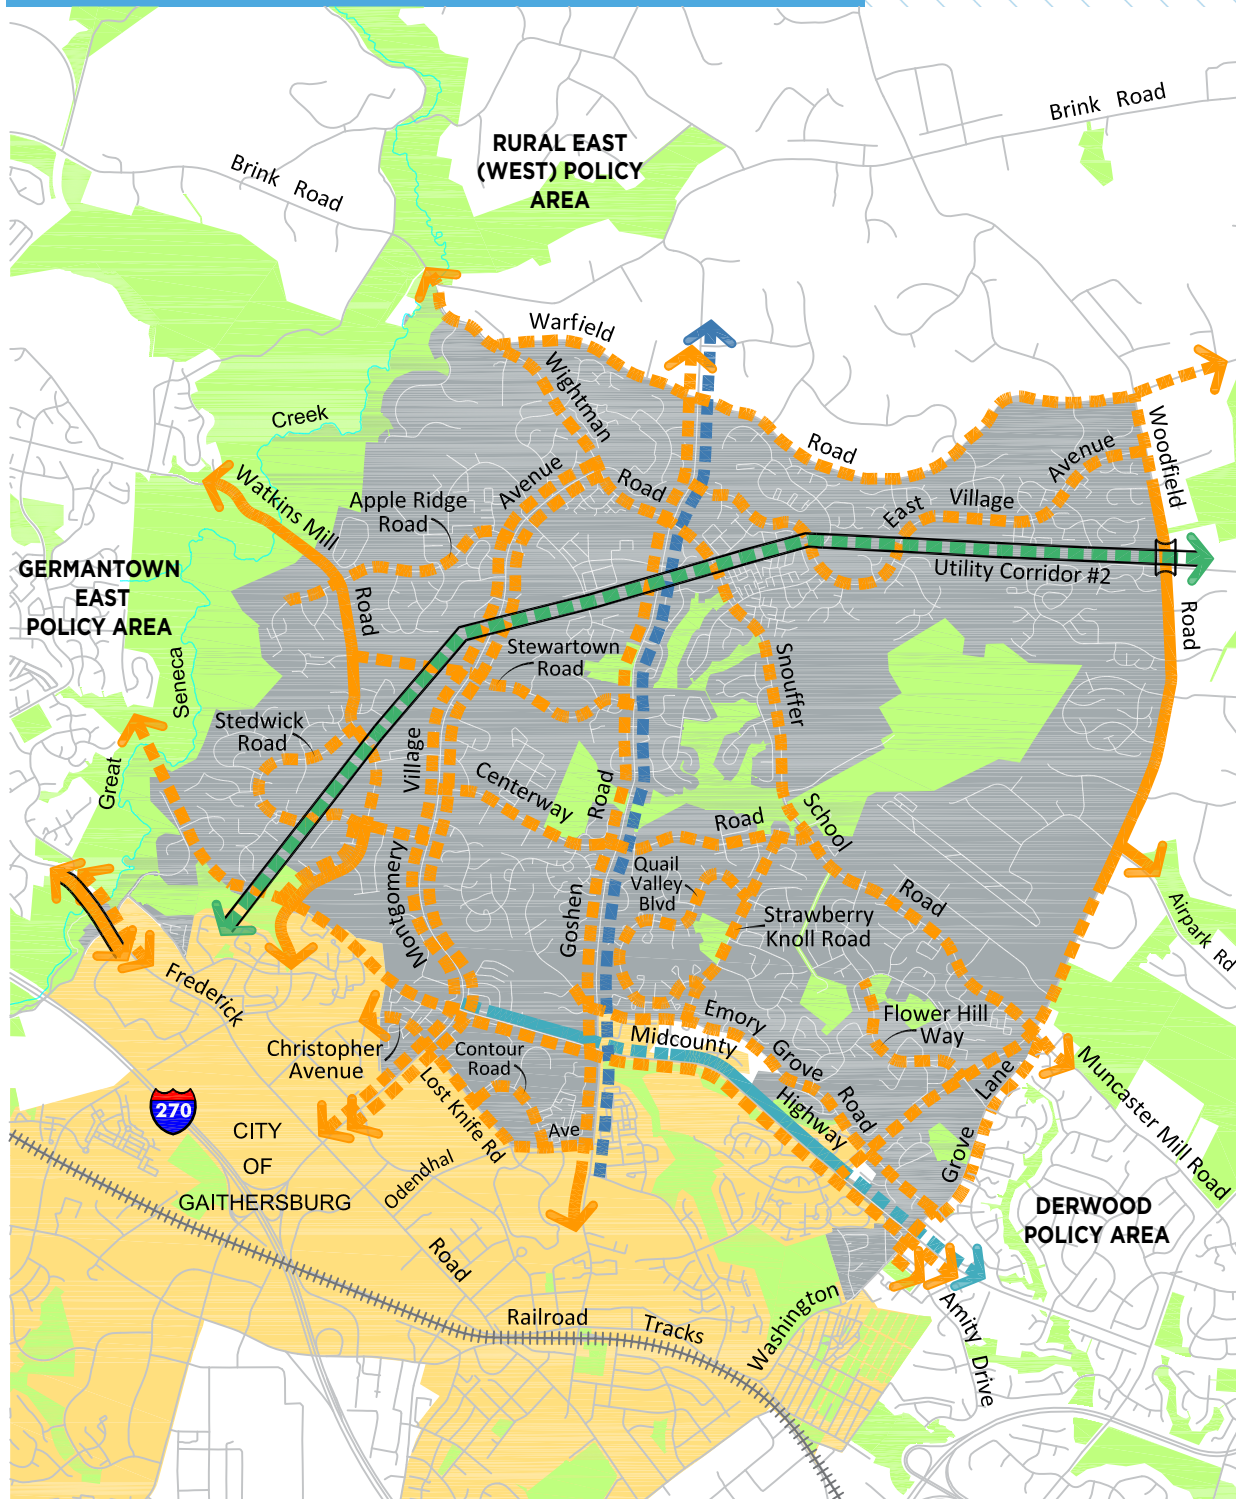 Brink Road
RURAL EAST
(WEST) POLICY
AREA
Brink Road
Warfield
Wightman
Creek
Road
Woodfield
Avenue
Avenue
Watkins Mill
Apple Ridge
Road
Road
East Village
GERMANTOWN
EAST
POLICY AREA
Utility Corridor #2
Road
Road
Stewartown
Road
Snouffer
Seneca
Stedwick
Road
Village
Great
Centerway
Road
Road
School
Montgomery
Quail
Valley
Blvd
Goshen
Road
Strawberry
Knoll Road
Airpark Rd
Frederick
Emory
Flower Hill
Way
Christopher
Avenue
Contour
Road
Midcounty
Grove
Lane
Muncaster Mill Road
Lost Knife Rd
Highway
Road
270
CITY
OF
GAITHERSBURG
Ave
Odendhal
Grove
DERWOOD
POLICY AREA
Road
Railroad Tracks
Washington
Amity Drive